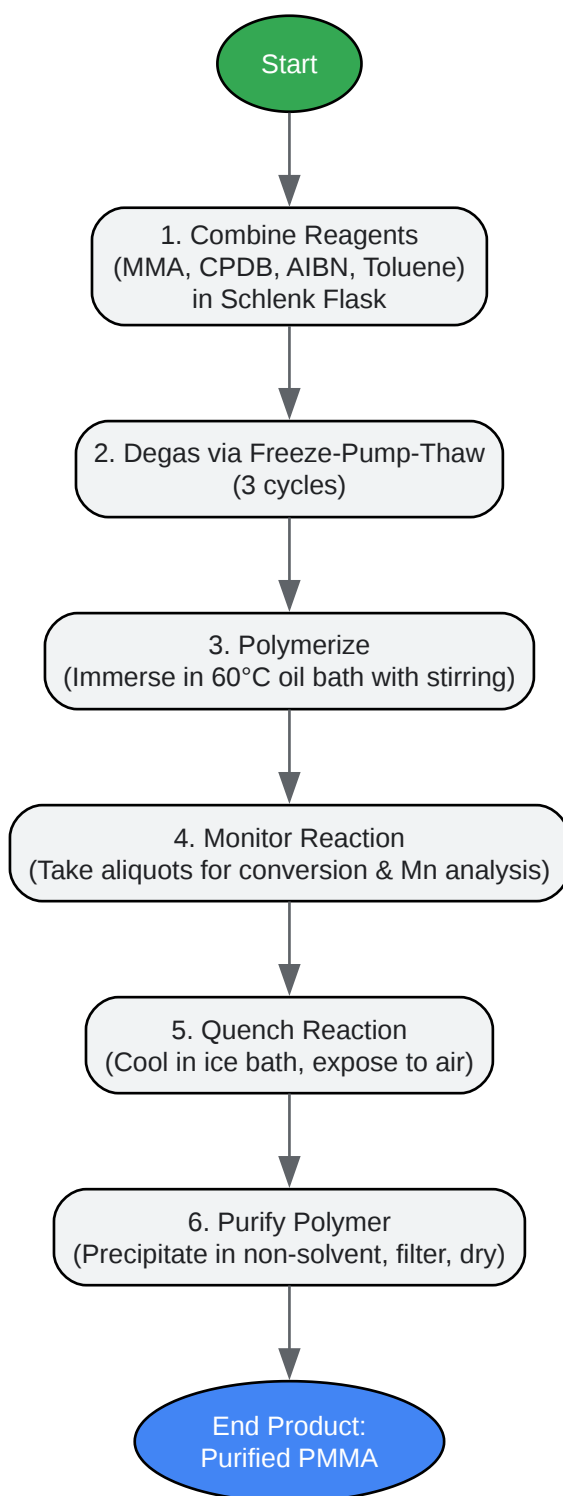 Start
1. Combine Reagents
(MMA, CPDB, AIBN, Toluene)
in Schlenk Flask
2. Degas via Freeze-Pump-Thaw
(3 cycles)
3. Polymerize
(Immerse in 60°C oil bath with stirring)
4. Monitor Reaction
(Take aliquots for conversion & Mn analysis)
5. Quench Reaction
(Cool in ice bath, expose to air)
6. Purify Polymer
(Precipitate in non-solvent, filter, dry)
End Product:
Purified PMMA